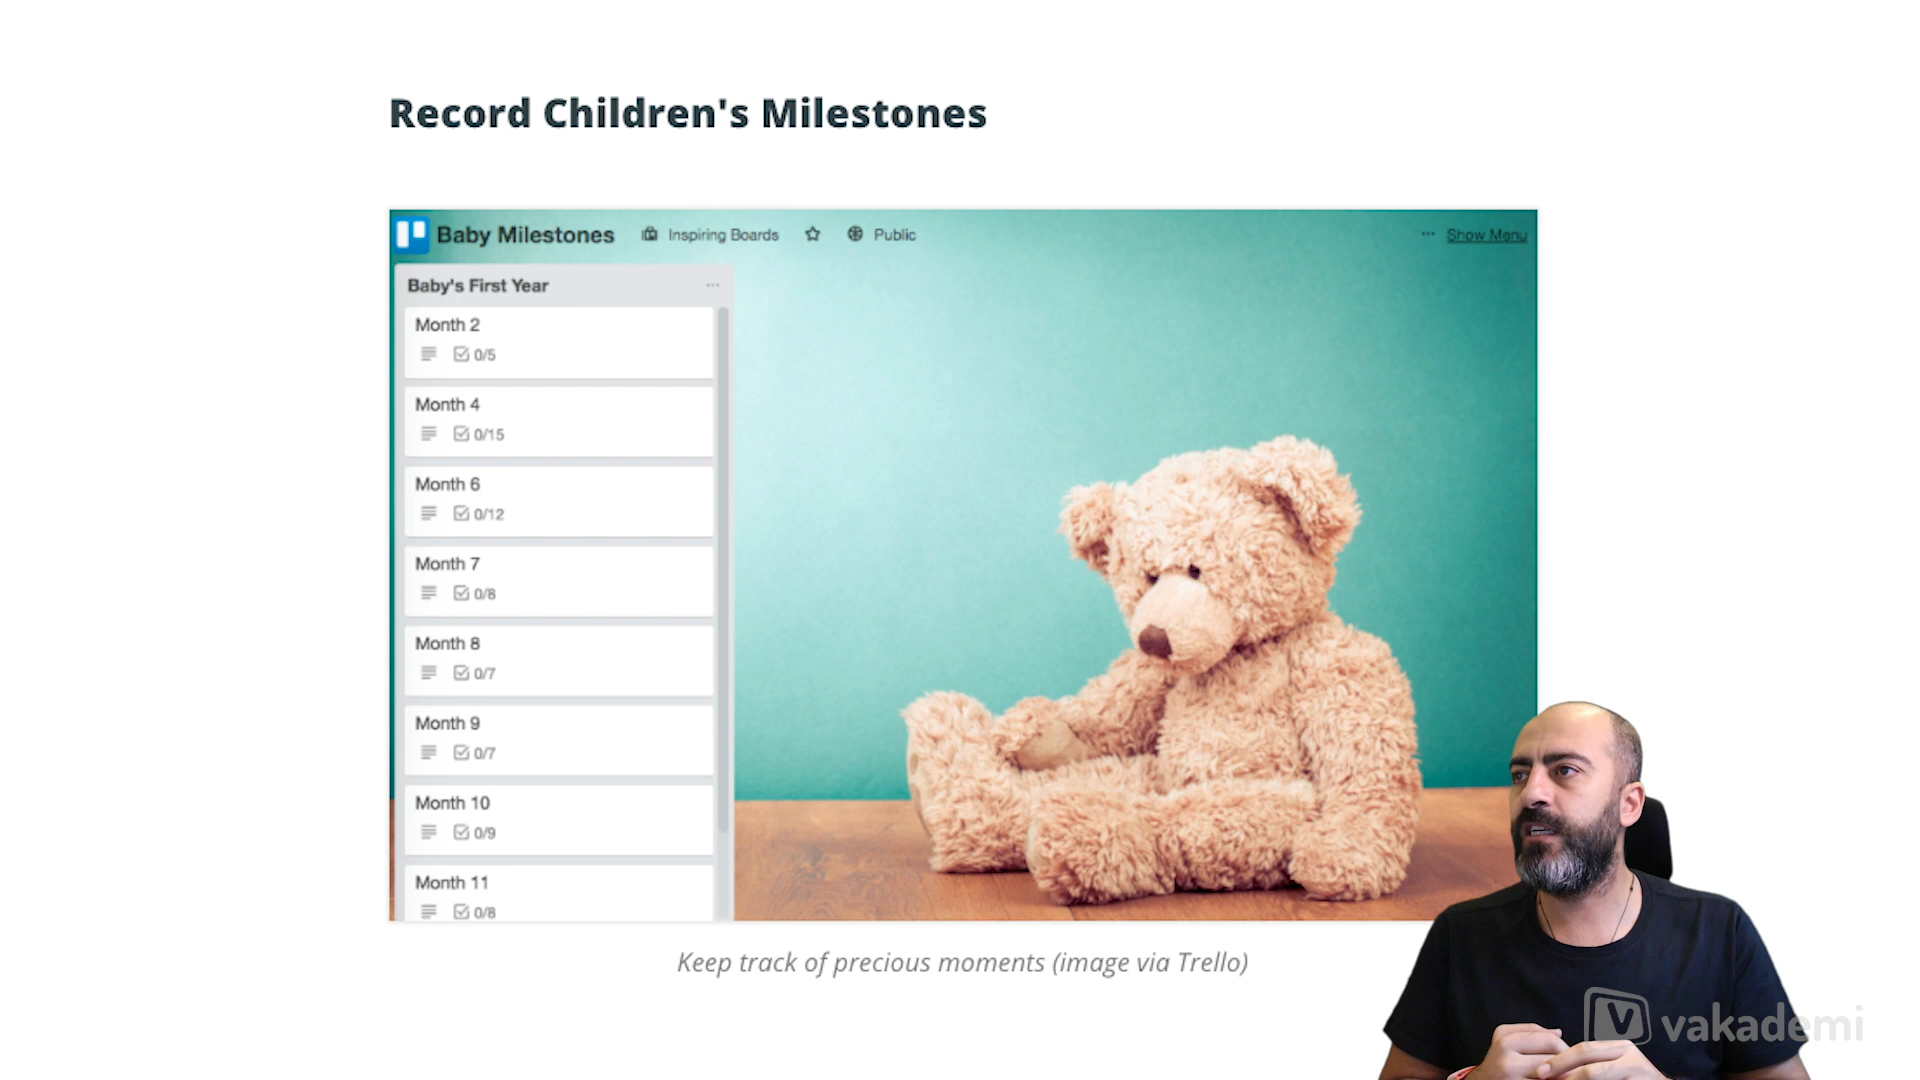 Record Children's Milestones
Baby Milestones Inspiring Boards Public ... Show Menu
Baby's First Year ...
Month 2
0/5
Month 4
0/15
Month 6
0/12
Month 7
0/8
Month 8
0/7
Month 9
0/7
Month 10
0/9
Month 11
0/8
Keep track of precious moments (image via Trello)
vakademi